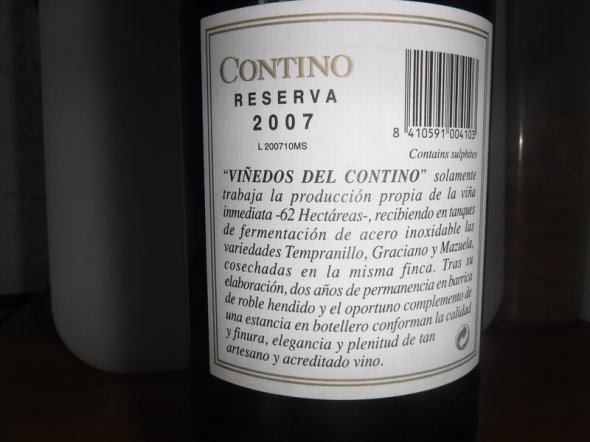 CONTINO
RESERVA
2007
L 200710MS
8 410591 004103
Contains sulphites
"VIÑEDOS DEL CONTINO" solamente
trabaja la producción propia de la viña
inmediata -62 Hectáreas-, recibiendo en tanques
de fermentación de acero inoxidable las
variedades Tempranillo, Graciano y Mazuela,
cosechadas en la misma finca. Tras su
elaboración, dos años de permanencia en barrica
de roble hendido y el oportuno complemento de
una estancia en botellero conforman la calidad
y finura, elegancia y plenitud de tan
artesano y acreditado vino.